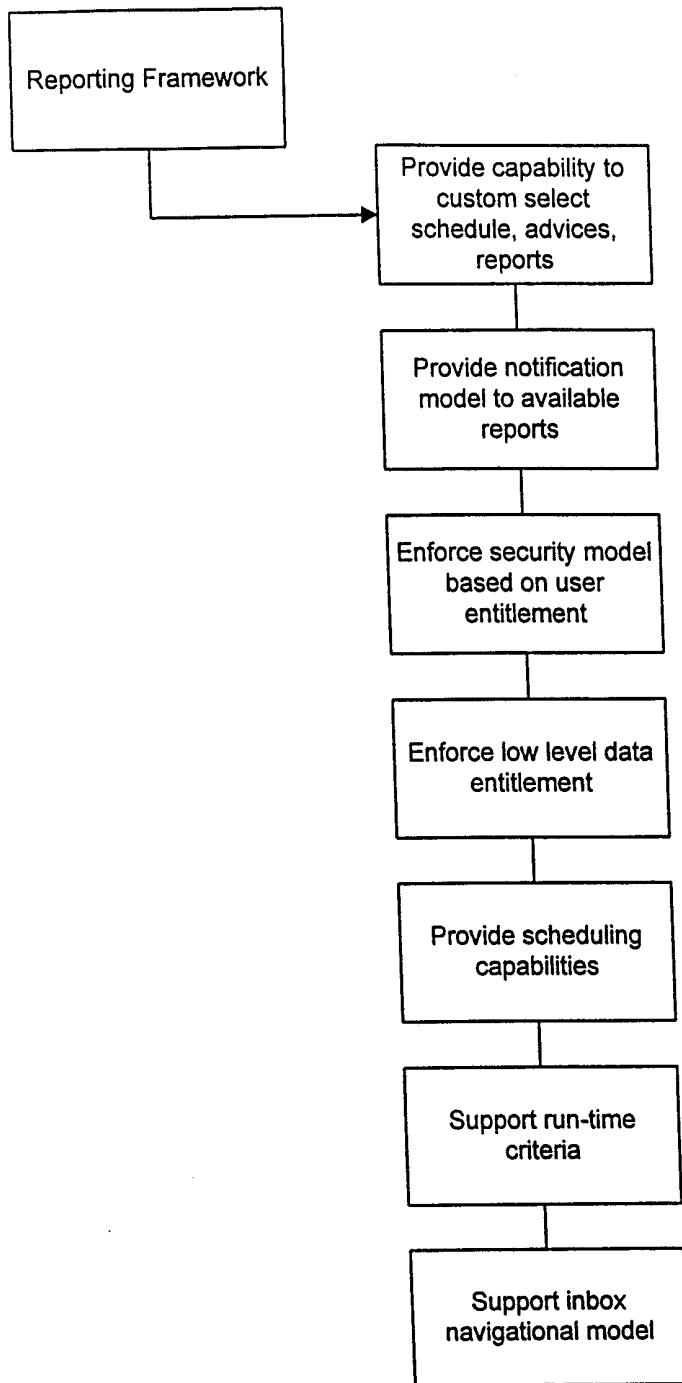 Reporting Framework
Provide capability to
custom select
schedule, advices,
reports
Provide notification
model to available
reports
Enforce security model
based on user
entitlement
Enforce low level data
entitlement
Provide scheduling
capabilities
Support run-time
criteria
Support inbox
navigational model